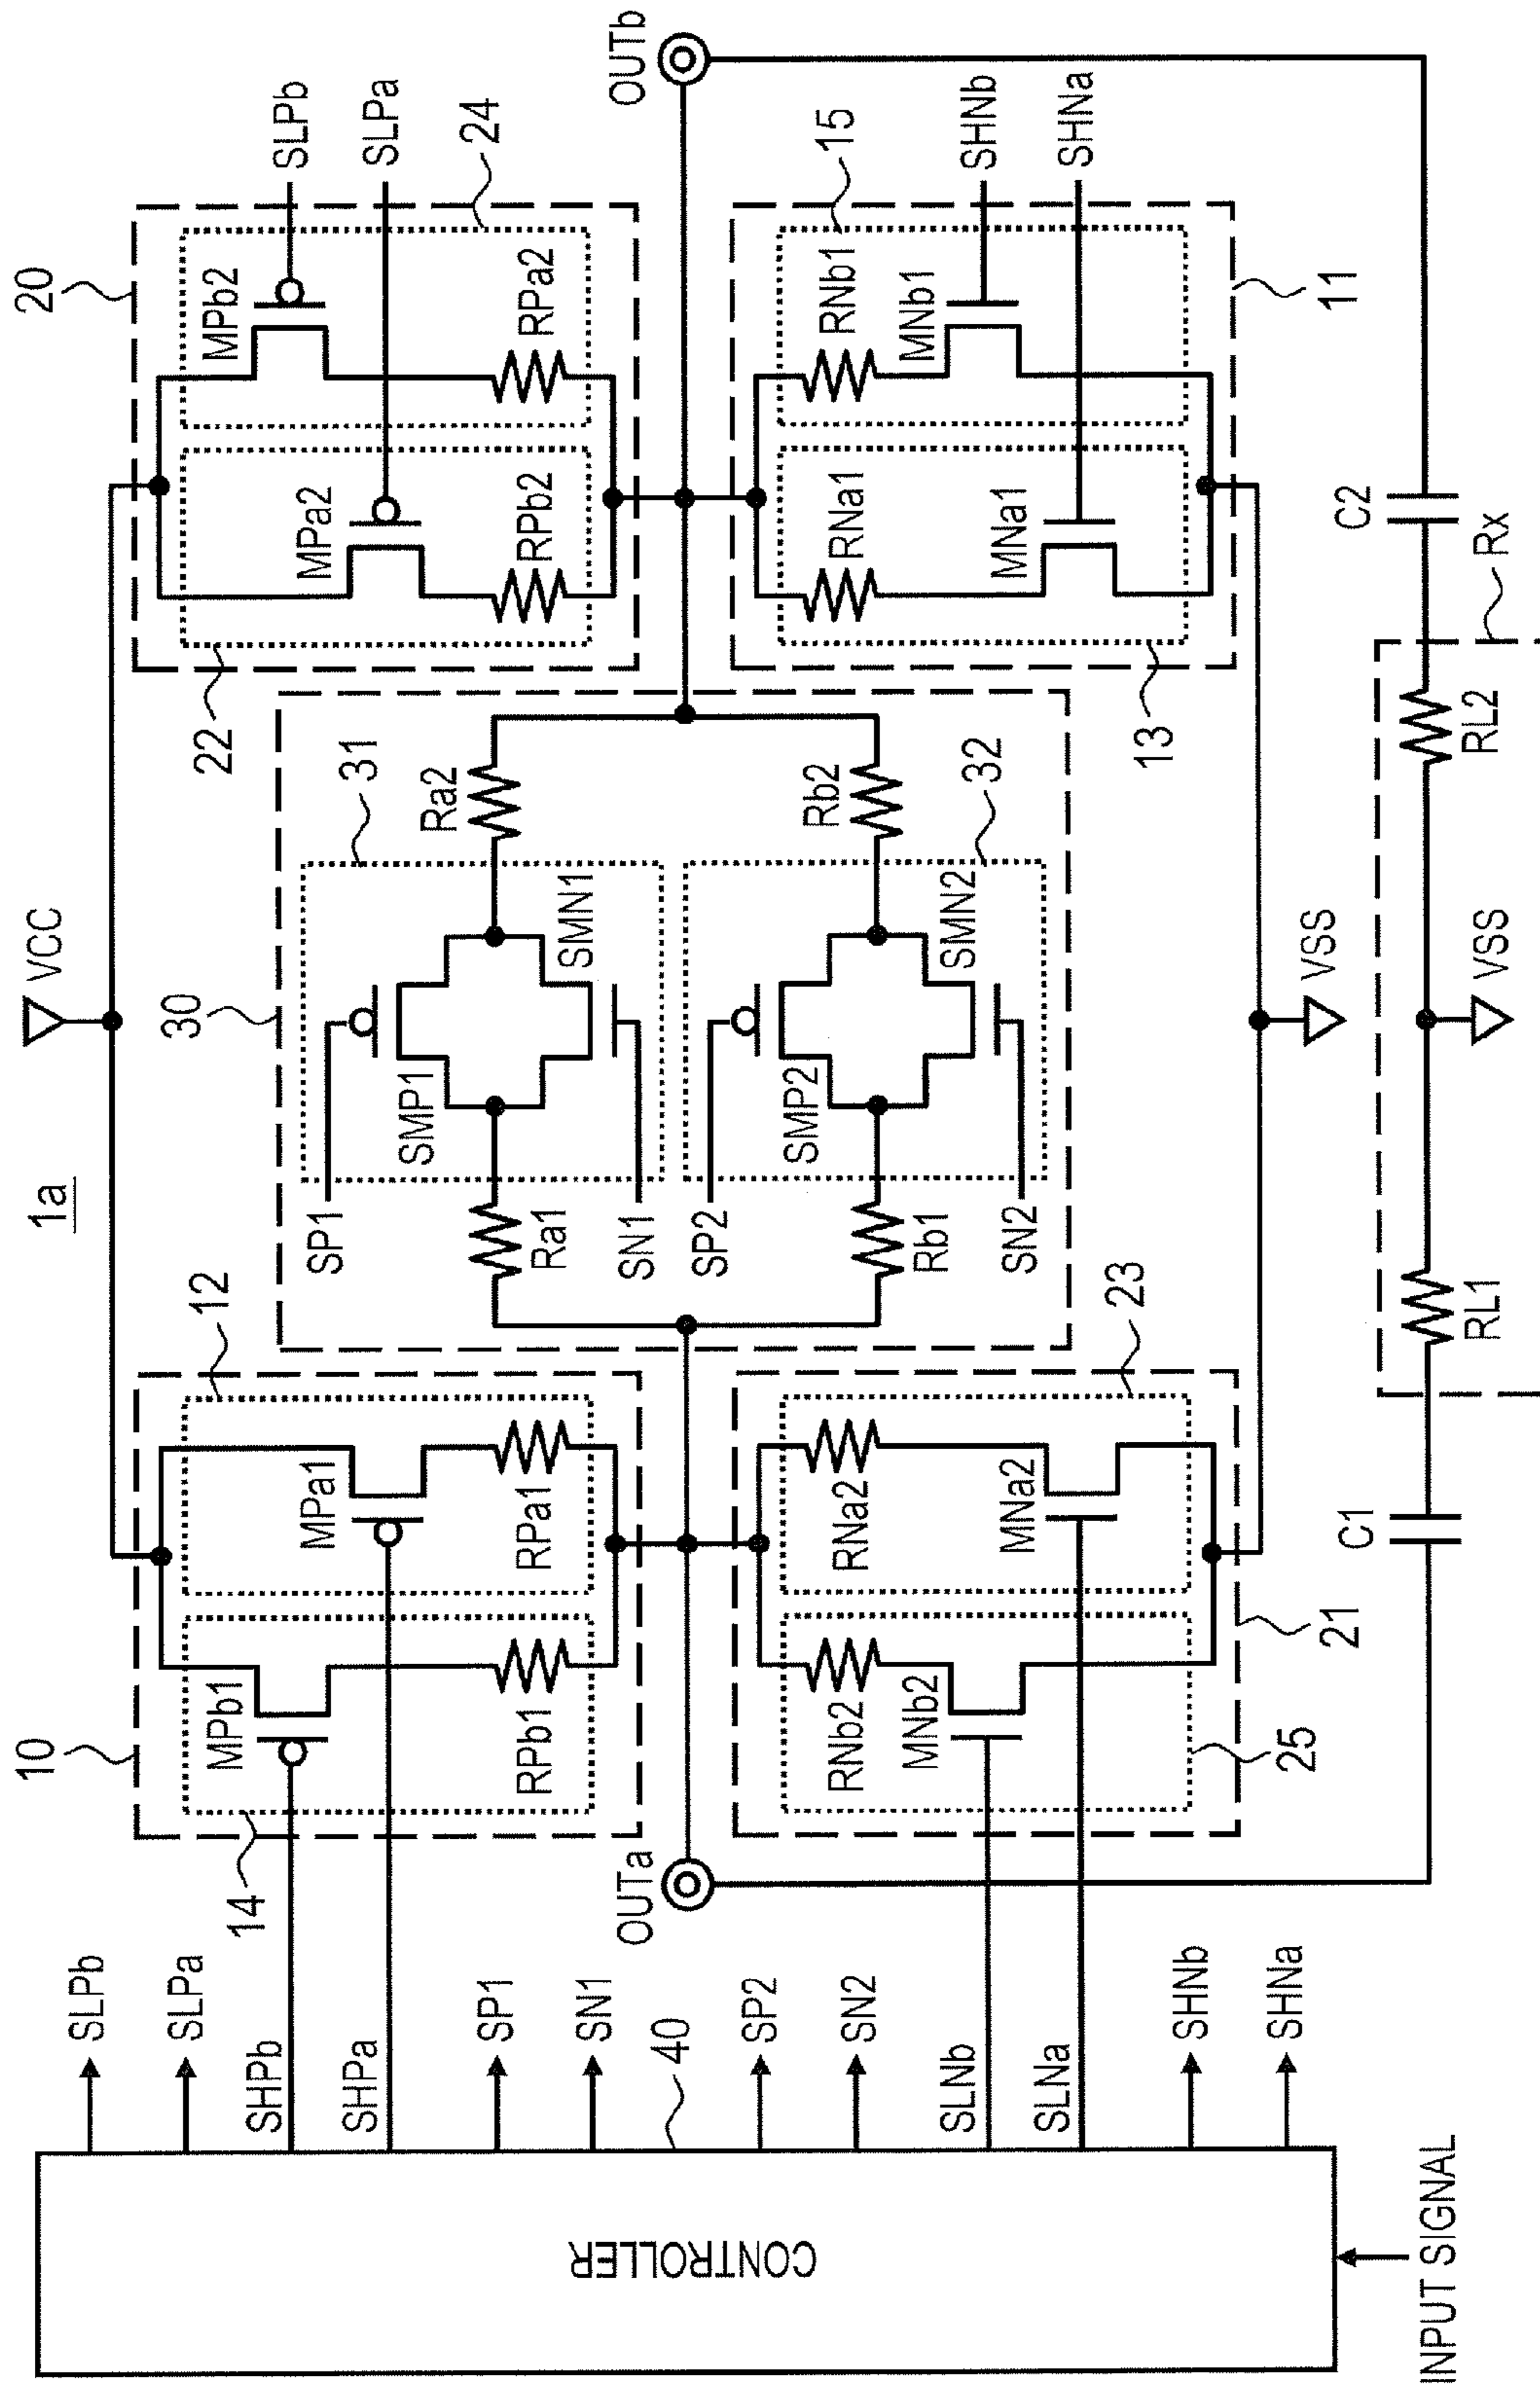 1a
VCC
20
SLPb
SLPa
24
MPb2
MPa2
RPa2
RPb2
22
OUTb
10
12
14
MPb1
MPa1
RPb1
RPa1
30
31
SP1
SMP1
SMN1
SN1
Ra1
Ra2
32
SP2
SMP2
SMN2
SN2
Rb1
Rb2
OUTa
15
SHNb
SHNa
RNb1
RNa1
MNb1
MNa1
13
11
23
RNa2
RNb2
MNa2
MNb2
21
25
VSS
C1
C2
Rx
RL1
RL2
VSS
SLPb
SLPa
SHPb
SHPa
SP1
SN1
40
SP2
SN2
SLNb
SLNa
SHNb
SHNa
CONTROLLER
INPUT SIGNAL